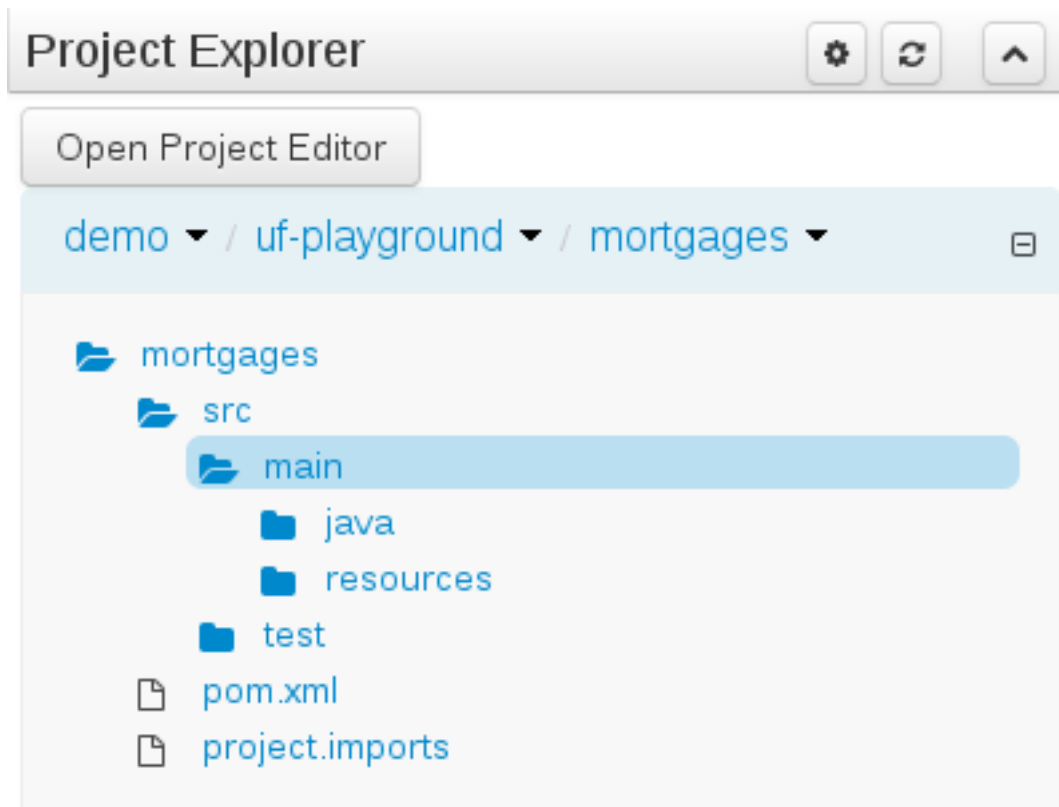 Project Explorer
Open Project Editor
demo / uf-playground / mortgages
mortgages
src
main
java
resources
test
pom.xml
project.imports